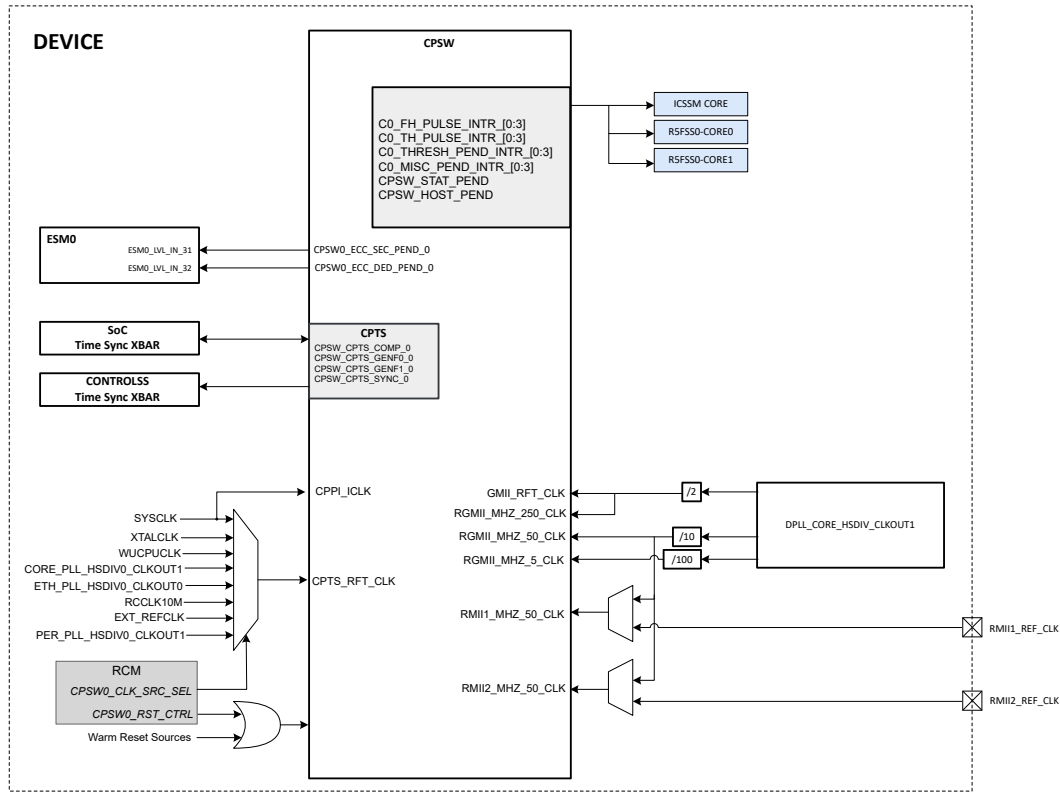 DEVICE
CPSW
C0_FH_PULSE_INTR_[0:3]
C0_TH_PULSE_INTR_[0:3]
C0_THRESH_PEND_INTR_[0:3]
C0_MISC_PEND_INTR_[0:3]
CPSW_STAT_PEND
CPSW_HOST_PEND
ICSSM CORE
R5FSS0-CORE0
R5FSS0-CORE1
ESM0
ESM0_LVL_IN_31
ESM0_LVL_IN_32
CPSW0_ECC_SEC_PEND_0
CPSW0_ECC_DED_PEND_0
SoC
Time Sync XBAR
CONTROLSS
Time Sync XBAR
CPTS
CPSW_CPTS_COMP_0
CPSW_CPTS_GENF0_0
CPSW_CPTS_GENF1_0
CPSW_CPTS_SYNC_0
SYSCLK
XTALCLK
WUCPUCLK
CORE_PLL_HSDIV0_CLKOUT1
ETH_PLL_HSDIV0_CLKOUT0
RCCLK10M
EXT_REFCLK
PER_PLL_HSDIV0_CLKOUT1
CPPI_ICLK
CPTS_RFT_CLK
RCM
CPSW0_CLK_SRC_SEL
CPSW0_RST_CTRL
Warm Reset Sources
GMII_RFT_CLK
RGMII_MHZ_250_CLK
RGMII_MHZ_50_CLK
RGMII_MHZ_5_CLK
RMII1_MHZ_50_CLK
RMII2_MHZ_50_CLK
/2
/10
/100
DPLL_CORE_HSDIV_CLKOUT1
RMII1_REF_CLK
RMII2_REF_CLK